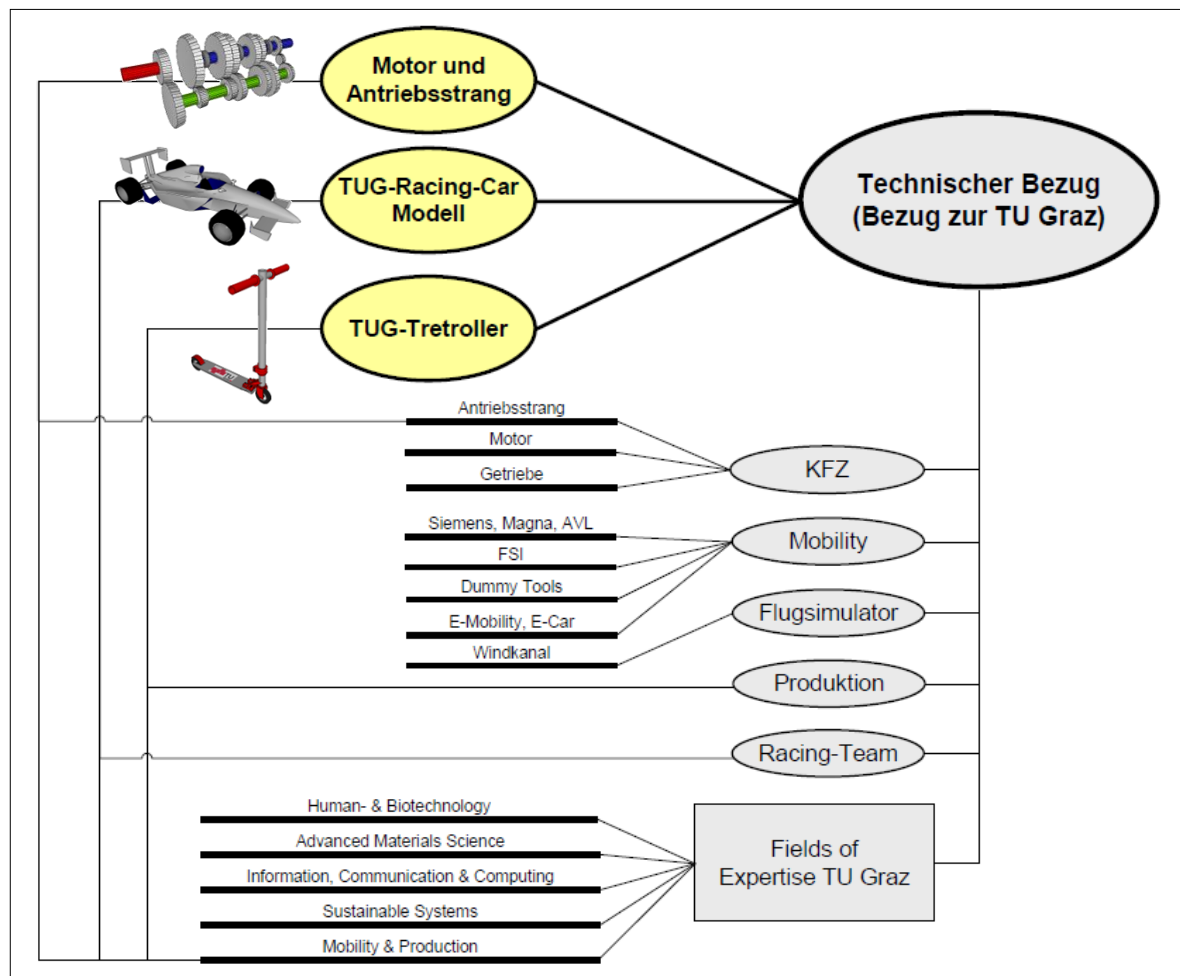 Motor und
Antriebsstrang
TUG-Racing-Car
Modell
TUG-Tretroller
Technischer Bezug
(Bezug zur TU Graz)
Antriebsstrang
Motor
Getriebe
KFZ
Siemens, Magna, AVL
FSI
Dummy Tools
E-Mobility, E-Car
Mobility
Windkanal
Flugsimulator
Produktion
Racing-Team
Human- & Biotechnology
Advanced Materials Science
Information, Communication & Computing
Sustainable Systems
Mobility & Production
Fields of
Expertise TU Graz